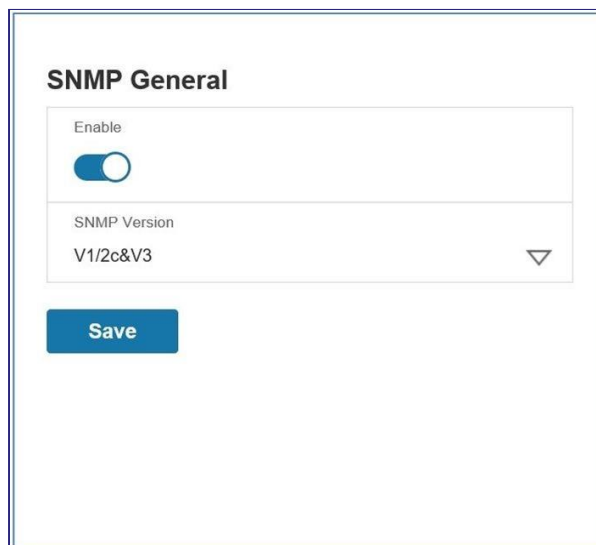 SNMP General
Enable
SNMP Version
V1/2c&V3
Save